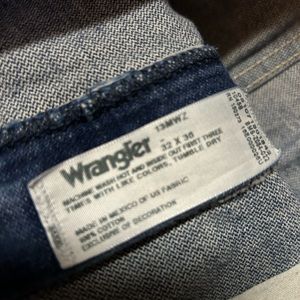 13MWZ
Wrangler
32 X 30
MACHINE WASH HOT AND INSIDE OUT FIRST THREE
TIMES WITH LIKE COLORS, TUMBLE DRY
MADE IN MEXICO OF US FABRIC
100% COTTON
EXCLUSIVE OF DECORATION